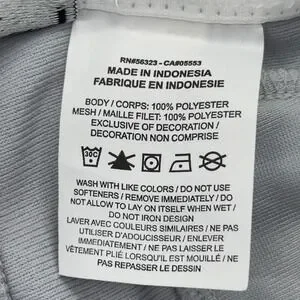 RN#56323 - CA#05553
MADE IN INDONESIA
FABRIQUE EN INDONESIE
BODY / CORPS: 100% POLYESTER
MESH / MAILLE FILET: 100% POLYESTER
EXCLUSIVE OF DECORATION /
DECORATION NON COMPRISE
30C
WASH WITH LIKE COLORS / DO NOT USE
SOFTENERS / REMOVE IMMEDIATELY / DO
NOT ALLOW TO LAY ON ITSELF WHEN WET /
DO NOT IRON DESIGN
LAVER AVEC COULEURS SIMILAIRES / NE PAS
UTILISER D'ADOUCISSEUR / ENLEVER
IMMÉDIATEMENT / NE PAS LAISSER LE
VÊTEMENT PLIÉ LORSQU'IL EST MOUILLÉ / NE
PAS REPASSER LE DESSIN